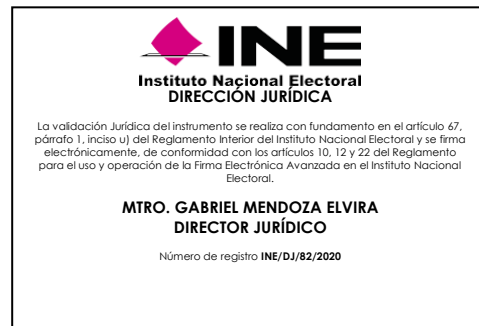 INE
Instituto Nacional Electoral
DIRECCIÓN JURÍDICA
La validación Jurídica del instrumento se realiza con fundamento en el artículo 67,
párrafo 1, inciso u) del Reglamento Interior del Instituto Nacional Electoral y se firma
electrónicamente, de conformidad con los artículos 10, 12 y 22 del Reglamento
para el uso y operación de la Firma Electrónica Avanzada en el Instituto Nacional
Electoral.
MTRO. GABRIEL MENDOZA ELVIRA
DIRECTOR JURÍDICO
Número de registro INE/DJ/82/2020